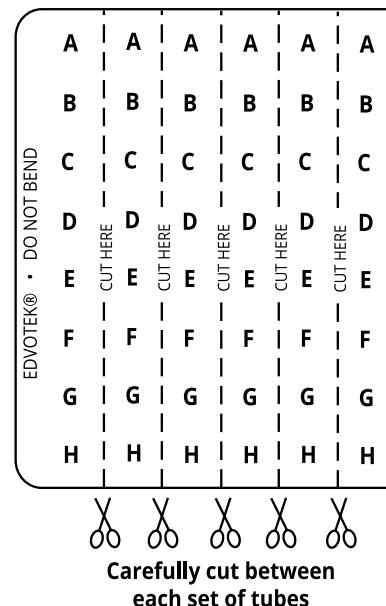 A A A A A A
B B B B B B
C C C C C C
D D D D D D
E E E E E E
F F F F F F
G G G G G G
H H H H H H
EDVOTEK® • DO NOT BEND
CUT HERE
CUT HERE
CUT HERE
CUT HERE
CUT HERE
Carefully cut between
each set of tubes